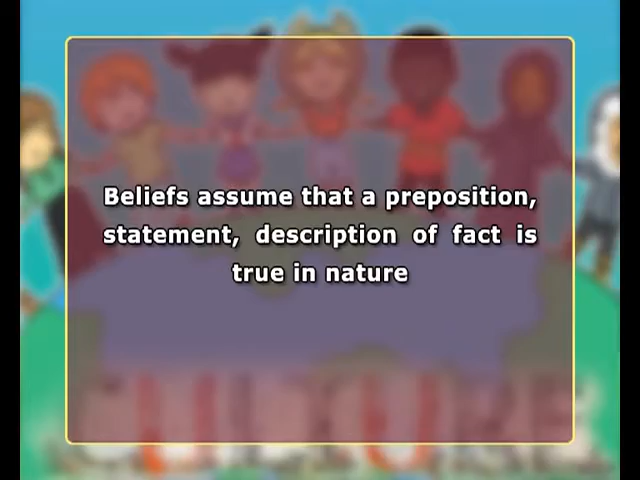 Beliefs assume that a preposition,
statement, description of fact is
true in nature